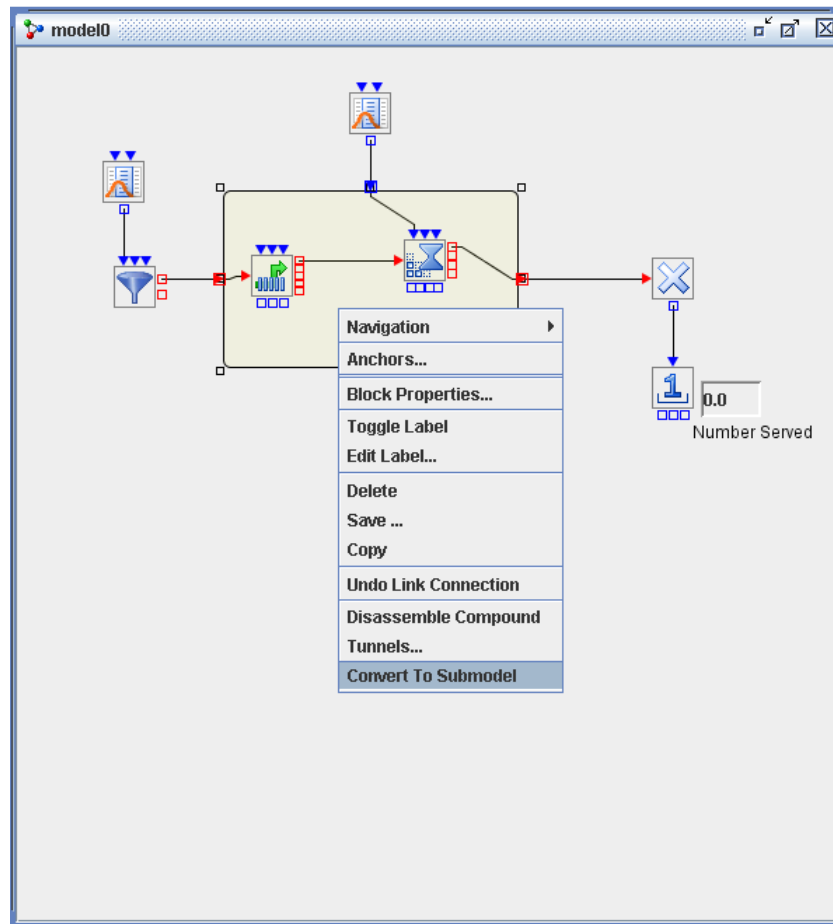 model0
Navigation
Anchors...
Block Properties...
Toggle Label
Edit Label...
Delete
Save ...
Copy
Undo Link Connection
Disassemble Compound
Tunnels...
Convert To Submodel
1
0.0
Number Served